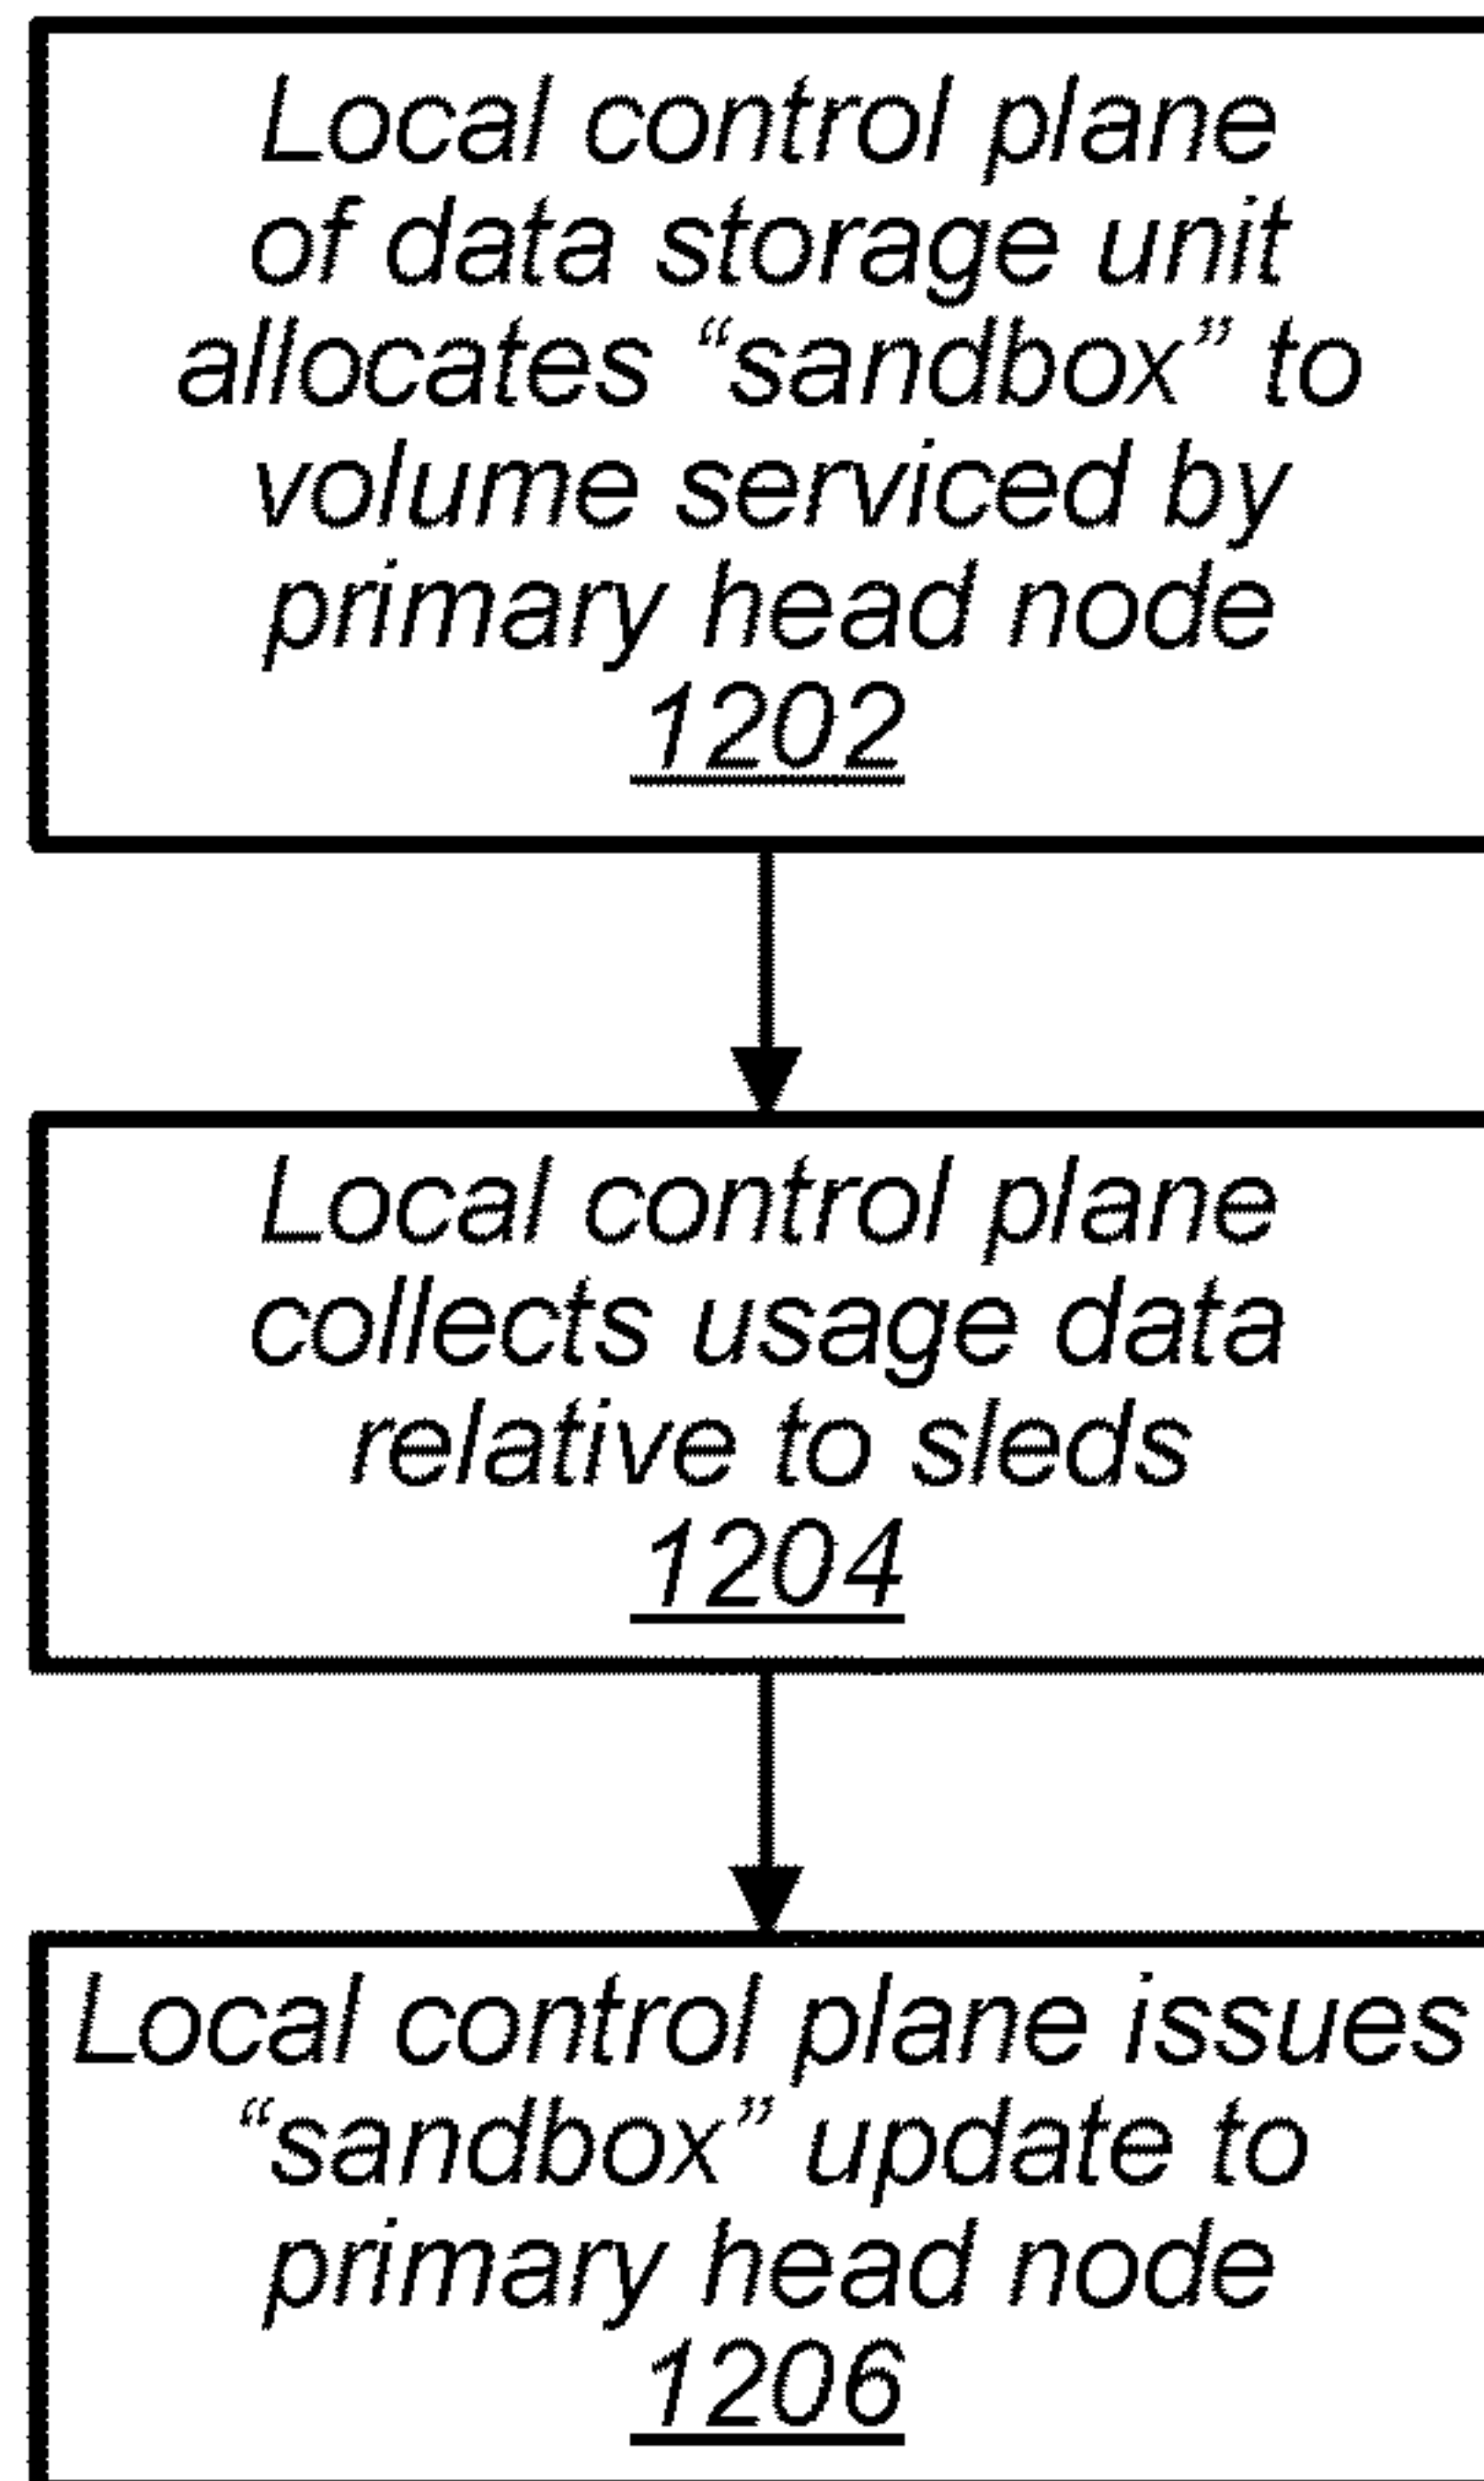 Local control plane
of data storage unit
allocates “sandbox” to
volume serviced by
primary head node
1202
Local control plane
collects usage data
relative to sleds
1204
Local control plane issues
“sandbox” update to
primary head node
1206